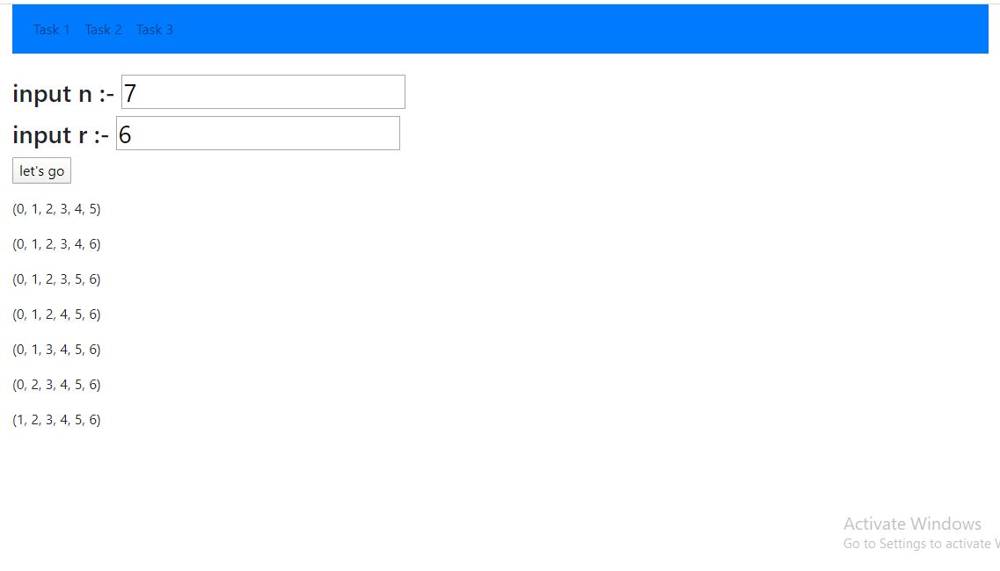 Task 1 Task 2 Task 3
input n :- 7
input r :- 6
let's go
(0, 1, 2, 3, 4, 5)
(0, 1, 2, 3, 4, 6)
(0, 1, 2, 3, 5, 6)
(0, 1, 2, 4, 5, 6)
(0, 1, 3, 4, 5, 6)
(0, 2, 3, 4, 5, 6)
(1, 2, 3, 4, 5, 6)
Activate Windows
Go to Settings to activate